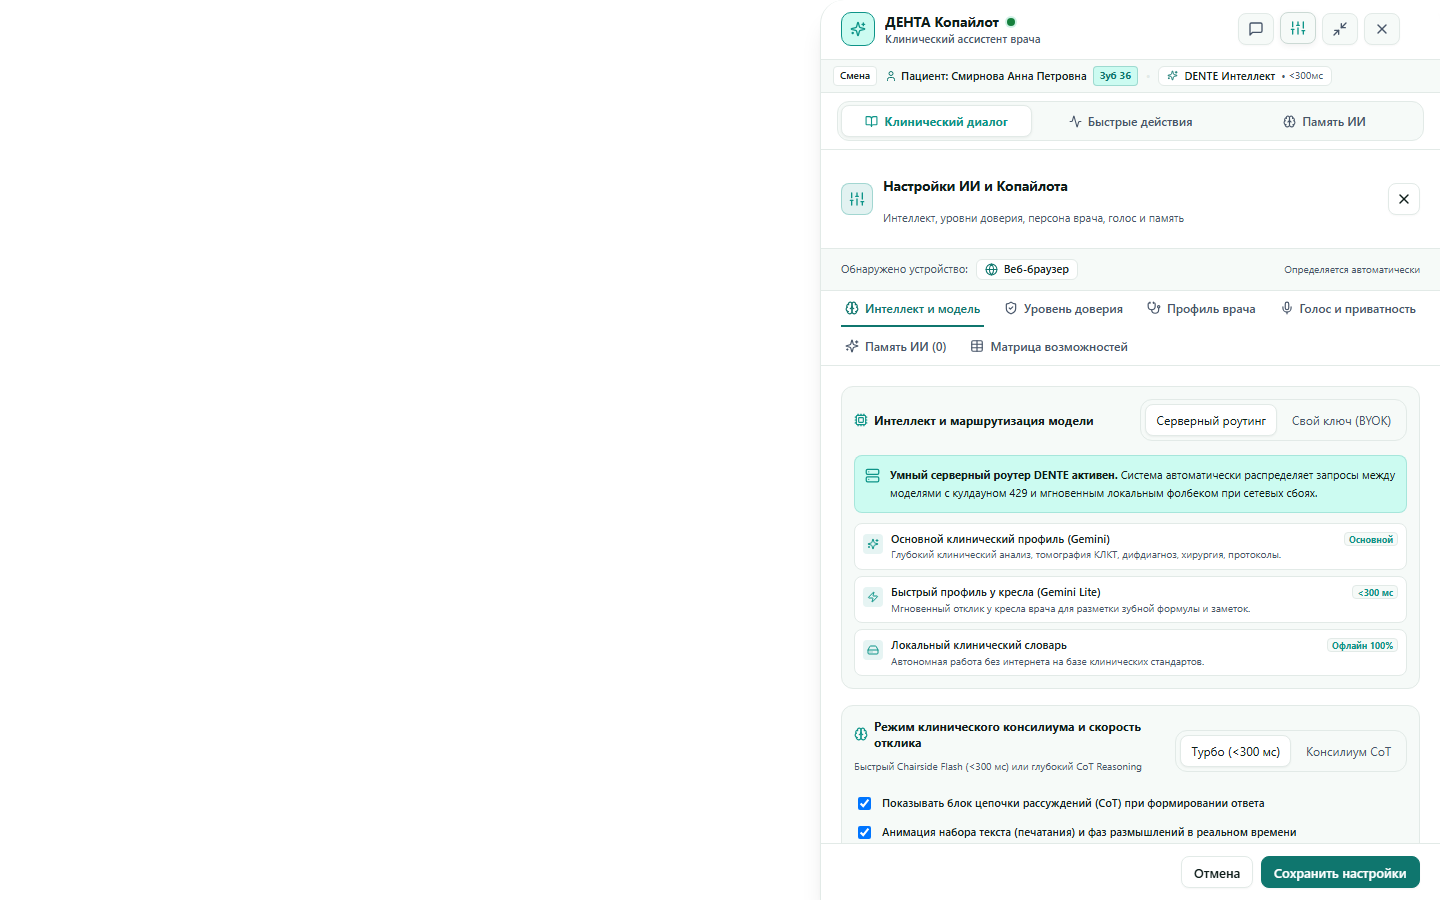 ДЕНТА Копайлот
Клинический ассистент врача
Смена
Пациент: Смирнова Анна Петровна
Зуб 36
DENTE Интеллект • <300мс
Клинический диалог
Быстрые действия
Память ИИ
Настройки ИИ и Копайлота
Интеллект, уровни доверия, персона врача, голос и память
Обнаружено устройство:
Веб-браузер
Определяется автоматически
Интеллект и модель
Уровень доверия
Профиль врача
Голос и приватность
Память ИИ (0)
Матрица возможностей
Интеллект и маршрутизация модели
Серверный роутинг
Свой ключ (BYOK)
Умный серверный роутер DENTE активен. Система автоматически распределяет запросы между
моделями с кулдауном 429 и мгновенным локальным фолбеком при сетевых сбоях.
Основной клинический профиль (Gemini)
Основной
Глубокий клинический анализ, томография КЛКТ, дифдиагноз, хирургия, протоколы.
Быстрый профиль у кресла (Gemini Lite)
<300 мс
Мгновенный отклик у кресла врача для разметки зубной формулы и заметок.
Локальный клинический словарь
Офлайн 100%
Автономная работа без интернета на базе клинических стандартов.
Режим клинического консилиума и скорость
отклика
Быстрый Chairside Flash (<300 мс) или глубокий CoT Reasoning
Турбо (<300 мс)
Консилиум CoT
Показывать блок цепочки рассуждений (CoT) при формировании ответа
Анимация набора текста (печатания) и фаз размышлений в реальном времени
Отмена
Сохранить настройки